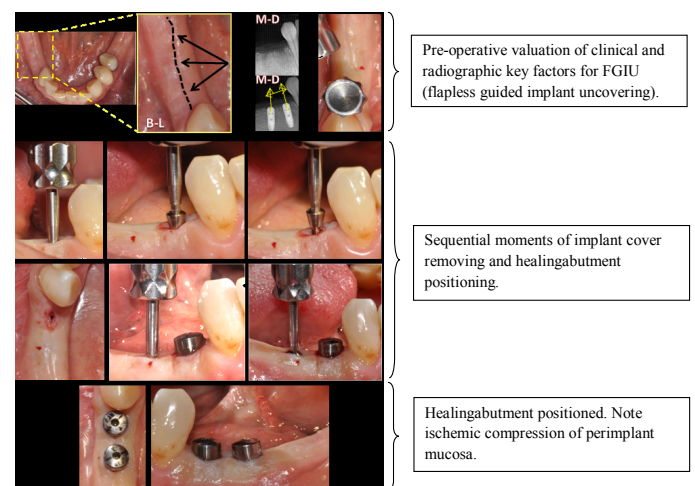 M-D
M-D
B-L
Pre-operative valuation of clinical and
radiographic key factors for FGIU
(flapless guided implant uncovering).
Sequential moments of implant cover
removing and healingabutment
positioning.
Healingabutment positioned. Note
ischemic compression of perimplant
mucosa.